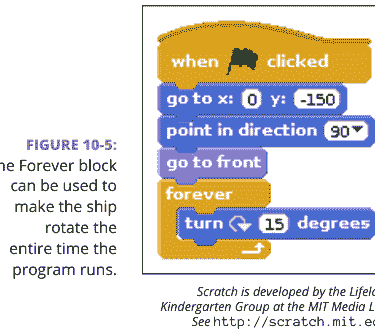 when clicked
go to x: 0 y: -150
point in direction 90
go to front
forever
turn 15 degrees
FIGURE 10-5:
he Forever block
can be used to
make the ship
rotate the
entire time the
program runs.
Scratch is developed by the Lifelo
Kindergarten Group at the MIT Media L
See http://scratch.mit.ed